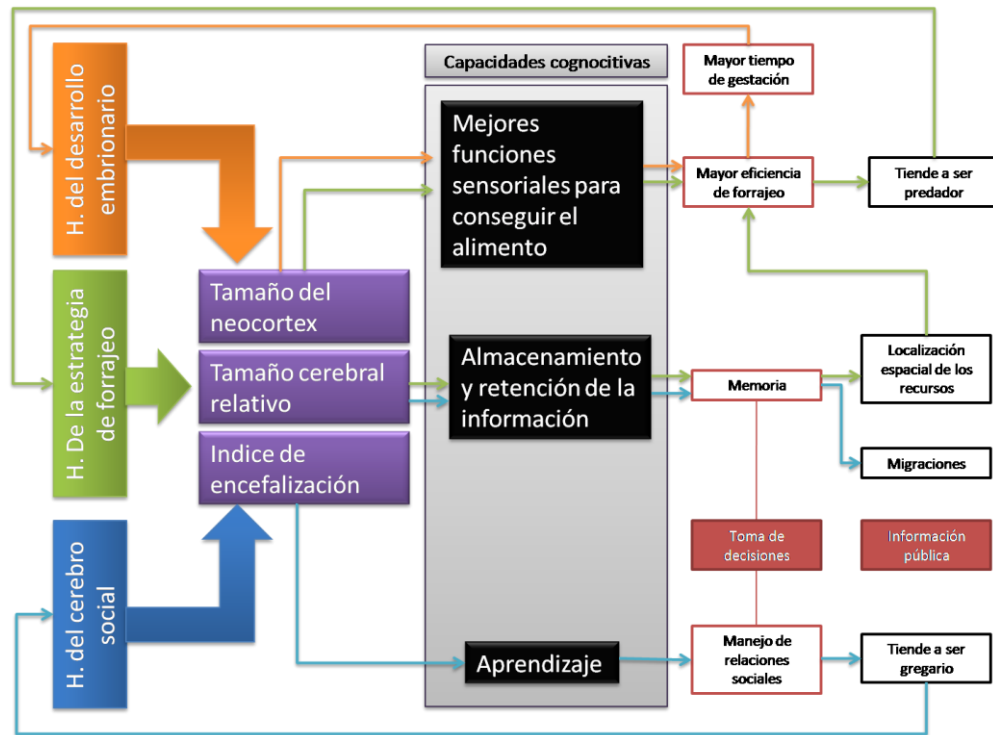 H. del desarrollo
embrionario
H. De la estrategia
de forrajeo
H. del cerebro
social
Tamaño del
neocortex
Tamaño cerebral
relativo
Indice de
encefalización
Capacidades cognocitivas
Mejores
funciones
sensoriales para
conseguir el
alimento
Almacenamiento
y retención de la
información
Aprendizaje
Mayor tiempo
de gestación
Mayor eficiencia
de forrajeo
Tiende a ser
predador
Memoria
Localización
espacial de los
recursos
Migraciones
Toma de
decisiones
Información
pública
Manejo de
relaciones
sociales
Tiende a ser
gregario